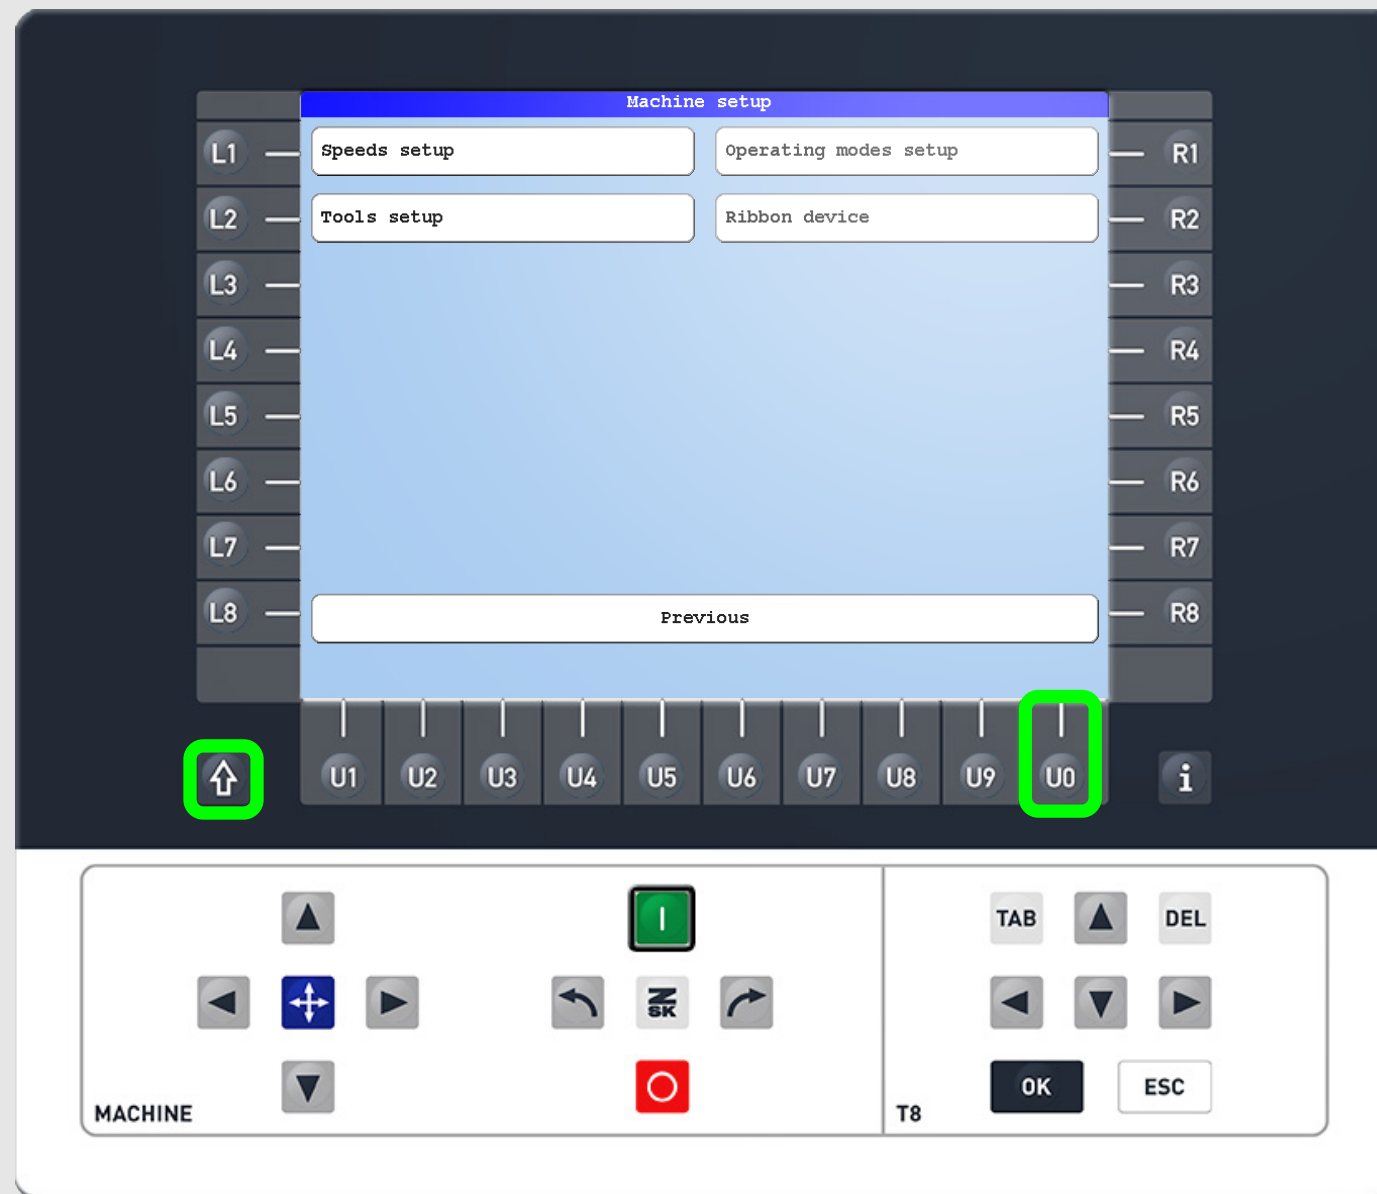 Machine setup
L1 Speeds setup Operating modes setup R1
L2 Tools setup Ribbon device R2
L3 R3
L4 R4
L5 R5
L6 R6
L7 R7
L8 Previous R8
U1 U2 U3 U4 U5 U6 U7 U8 U9 U0 i
I TAB DEL
ZSK
OK ESC
MACHINE T8